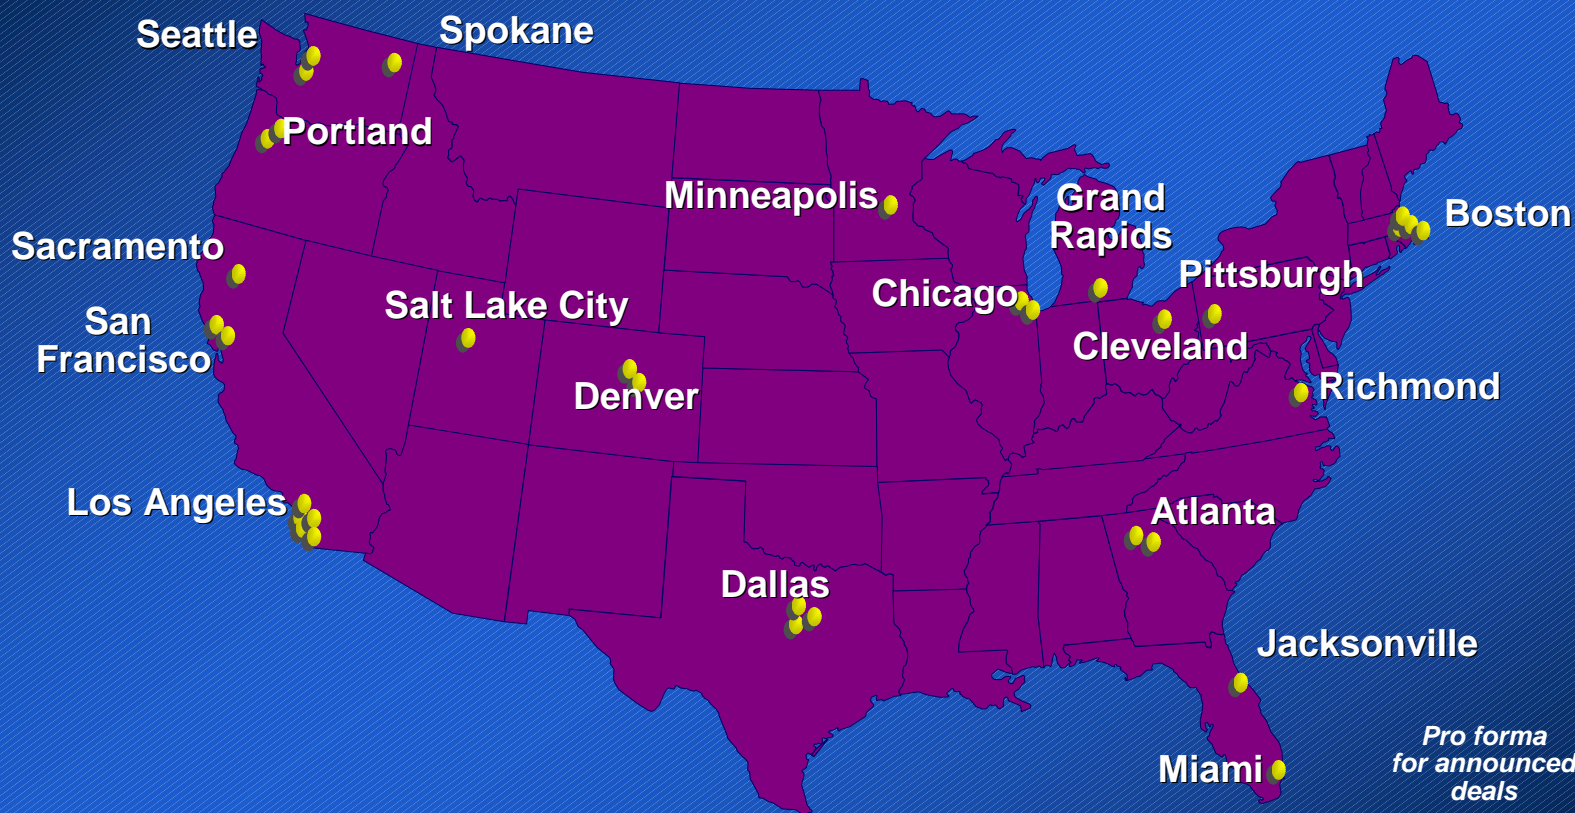 Seattle
Spokane
Portland
Minneapolis
Grand
Rapids
Boston
Sacramento
Pittsburgh
Chicago
Salt Lake City
San
Francisco
Cleveland
Denver
Richmond
Los Angeles
Atlanta
Dallas
Jacksonville
Miami
Pro forma
for announced
deals